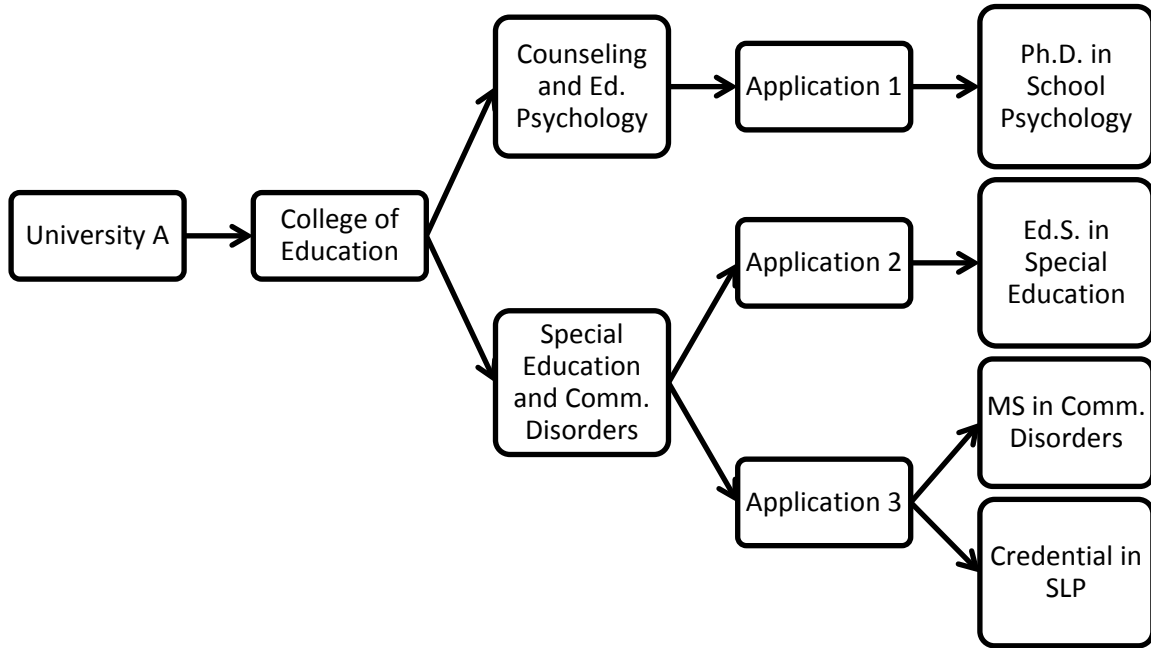 University A
College of
Education
Counseling
and Ed.
Psychology
Application 1
Ph.D. in
School
Psychology
Special
Education
and Comm.
Disorders
Application 2
Ed.S. in
Special
Education
Application 3
MS in Comm.
Disorders
Credential in
SLP